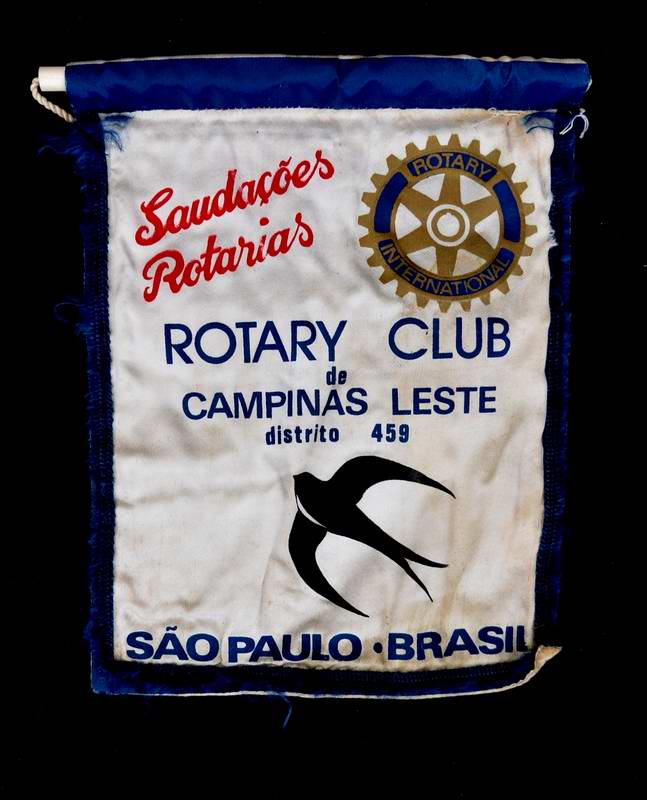 Saudações
Rotarias
ROTARY
INTERNATIONAL
ROTARY CLUB
de
CAMPINAS LESTE
distrito 459
SÃO PAULO • BRASIL